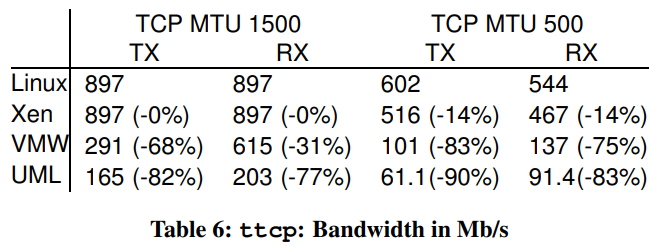 TCP MTU 1500 TCP MTU 500
TX RX TX RX
Linux 897 897 602 544
Xen 897 (-0%) 897 (-0%) 516 (-14%) 467 (-14%)
VMW 291 (-68%) 615 (-31%) 101 (-83%) 137 (-75%)
UML 165 (-82%) 203 (-77%) 61.1(-90%) 91.4(-83%)
Table 6: ttcp: Bandwidth in Mb/s